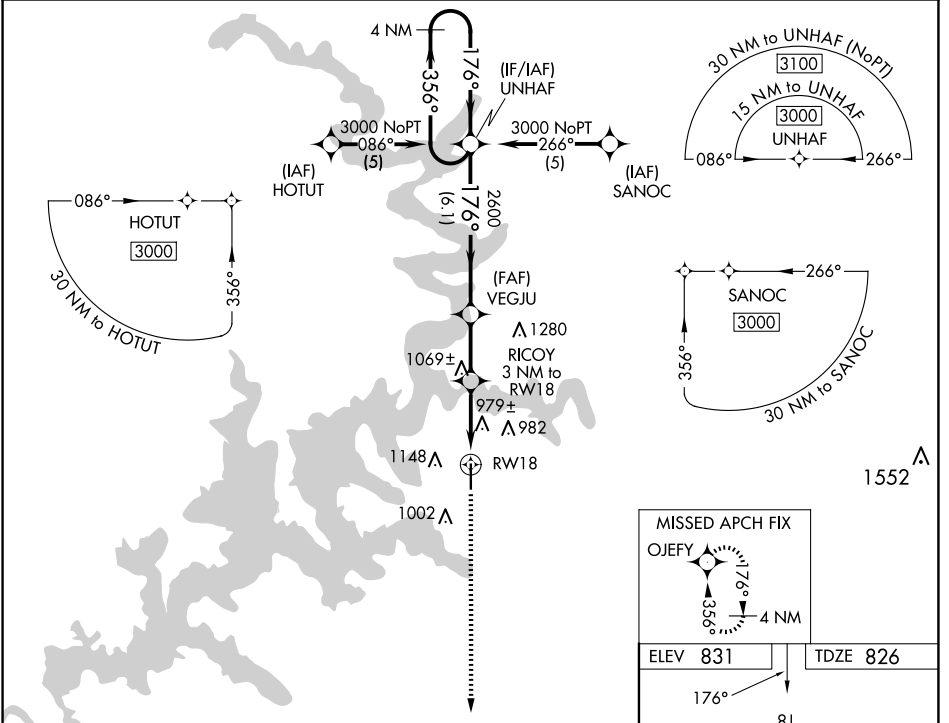 4 NM
176°
356°
(IF/IAF)
UNHAF
3000 NoPT
086°
(5)
(IAF)
HOTUT
3000 NoPT
266°
(5)
(IAF)
SANOC
30 NM to UNHAF (NoPT)
3100
15 NM to UNHAF
3000
UNHAF
086°
266°
086°
HOTUT
3000
356°
30 NM to HOTUT
2600
176°
(6.1)
(FAF)
VEGJU
1280
1069±
RICOY
3 NM to
RW18
979±
982
1148
RW18
1002
266°
SANOC
3000
356°
30 NM to SANOC
1552
MISSED APCH FIX
OJEFY
176°
356°
4 NM
ELEV 831
TDZE 826
176°